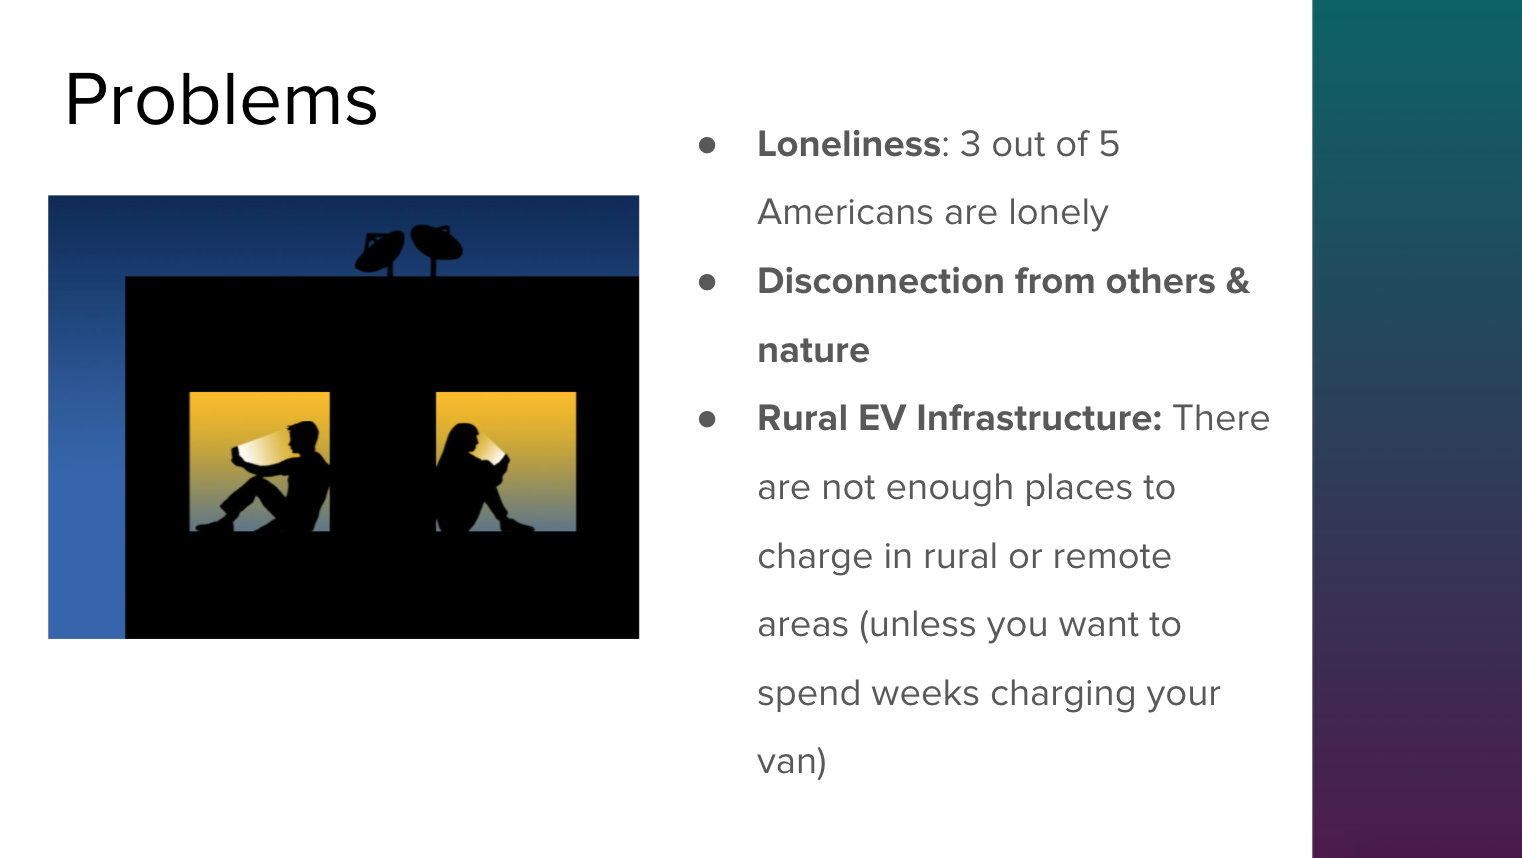 Problems
● Loneliness: 3 out of 5
Americans are lonely
● Disconnection from others &
nature
● Rural EV Infrastructure: There
are not enough places to
charge in rural or remote
areas (unless you want to
spend weeks charging your
van)